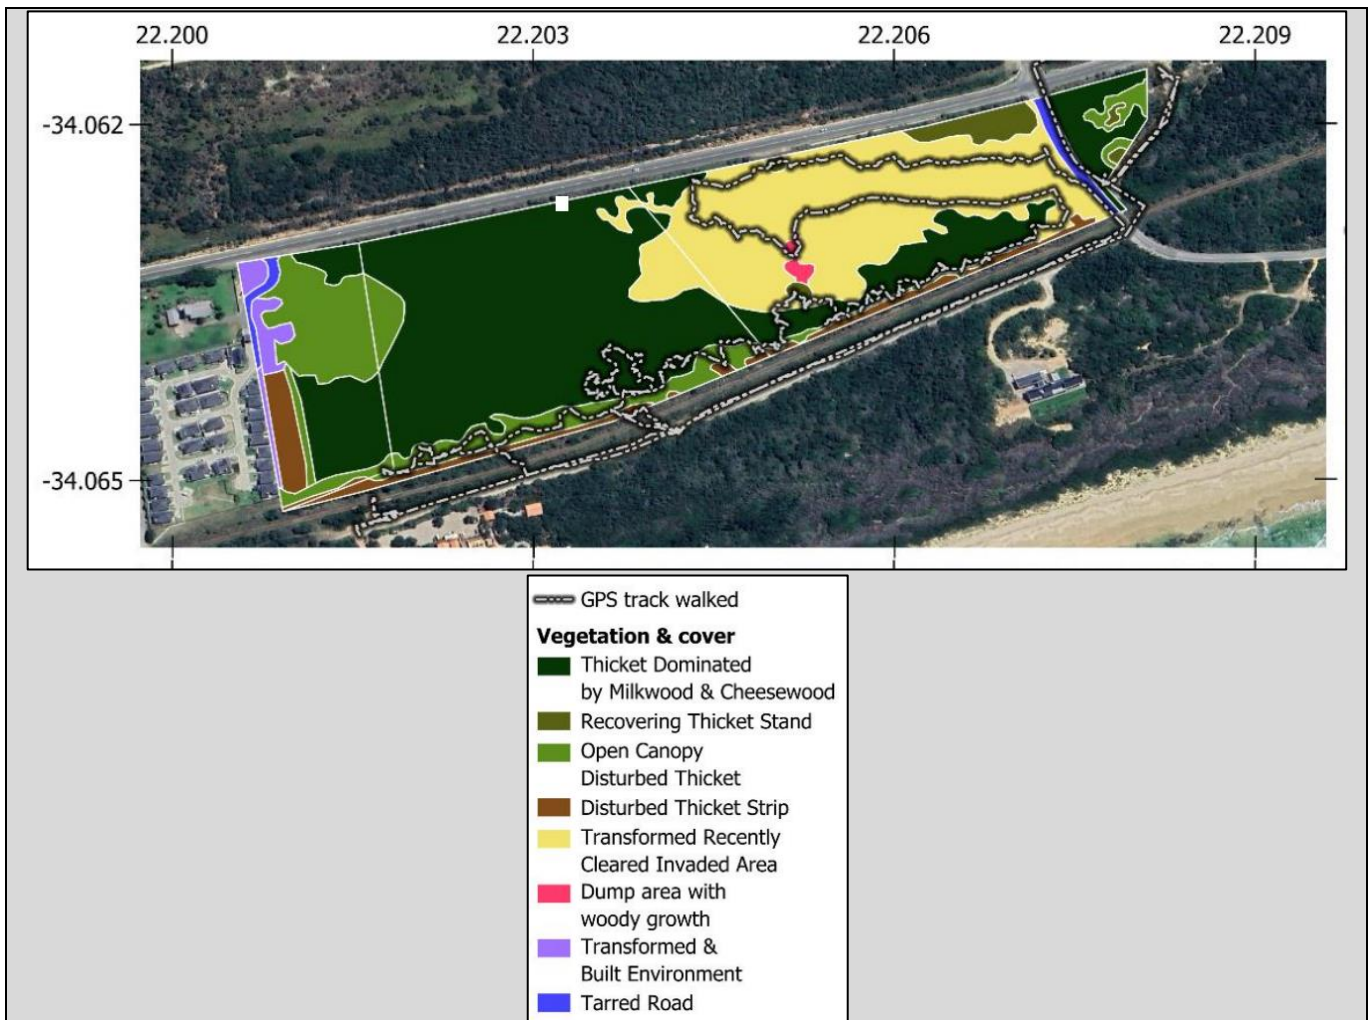 22.200 22.203 22.206 22.209
-34.062
-34.065
GPS track walked
Vegetation & cover
Thicket Dominated
by Milkwood & Cheesewood
Recovering Thicket Stand
Open Canopy
Disturbed Thicket
Disturbed Thicket Strip
Transformed Recently
Cleared Invaded Area
Dump area with
woody growth
Transformed &
Built Environment
Tarred Road